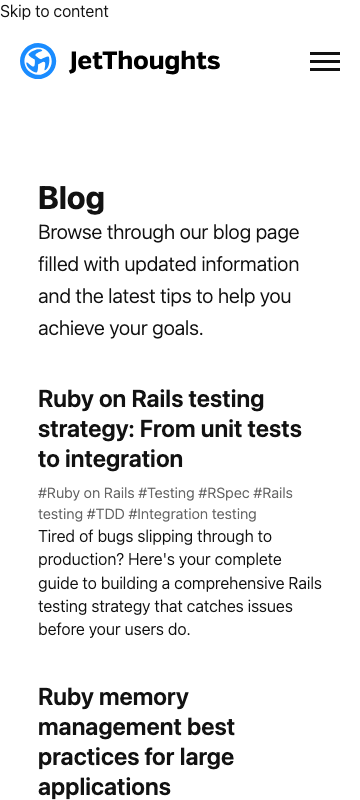 Skip to content
JetThoughts
Blog
Browse through our blog page
filled with updated information
and the latest tips to help you
achieve your goals.
Ruby on Rails testing
strategy: From unit tests
to integration
#Ruby on Rails #Testing #RSpec #Rails
testing #TDD #Integration testing
Tired of bugs slipping through to
production? Here's your complete
guide to building a comprehensive Rails
testing strategy that catches issues
before your users do.
Ruby memory
management best
practices for large
applications